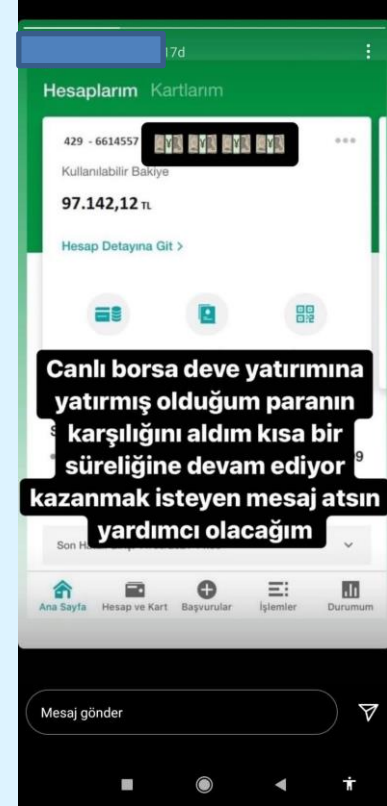 17d
Hesaplarım Kartlarım
429 - 6614557
Kullanılabilir Bakiye
97.142,12 TL
Hesap Detayına Git >
Canlı borsa deve yatırımına
yatırmış olduğum paranın
karşılığını aldım kısa bir
süreliğine devam ediyor
kazanmak isteyen mesaj atsın
yardımcı olacağım
Son
Ana Sayfa Hesap ve Kart Başvurular İşlemler Durumum
Mesaj gönder